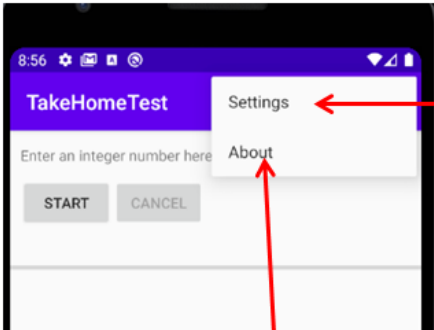 8:56
TakeHomeTest
Settings
About
Enter an integer number here
START
CANCEL